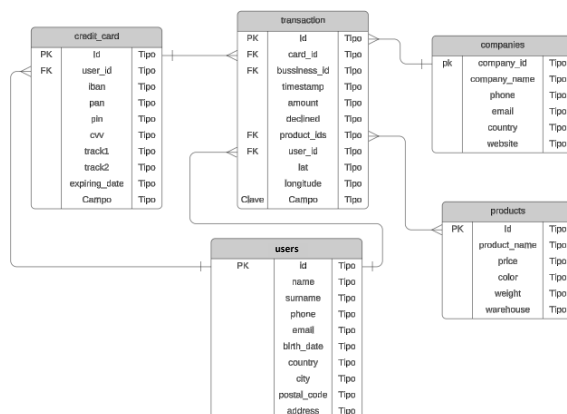 credit_card
PK Id Tipo
FK user_id Tipo
iban Tipo
pan Tipo
pin Tipo
cvv Tipo
track1 Tipo
track2 Tipo
expiring_date Tipo
Campo Tipo
transaction
PK Id Tipo
FK card_id Tipo
FK bussiness_id Tipo
timestamp Tipo
amount Tipo
declined Tipo
FK product_ids Tipo
FK user_id Tipo
lat Tipo
longitude Tipo
Clave Campo Tipo
companies
pk company_id Tipo
company_name Tipo
phone Tipo
email Tipo
country Tipo
website Tipo
products
PK Id Tipo
product_name Tipo
price Tipo
color Tipo
weight Tipo
warehouse Tipo
users
PK Id Tipo
name Tipo
surname Tipo
phone Tipo
email Tipo
birth_date Tipo
country Tipo
city Tipo
postal_code Tipo
address Tipo